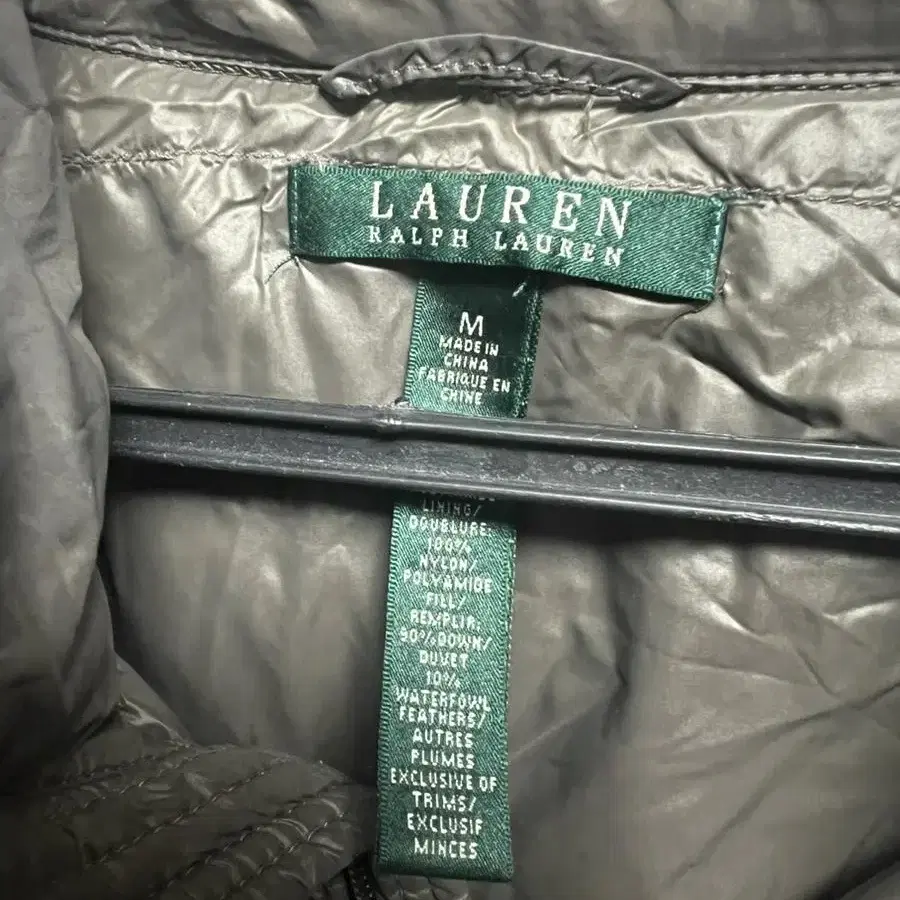 LAUREN
RALPH LAUREN
M
MADE IN
CHINA
FABRIQUE EN
CHINE
LINING/
DOUBLURE:
100%
NYLON/
POLYAMIDE
FILL/
REMPLIR:
90% DOWN/
DUVET
10%
WATERFOWL
FEATHERS/
AUTRES
PLUMES
EXCLUSIVE OF
TRIMS/
EXCLUSIF
MINCES